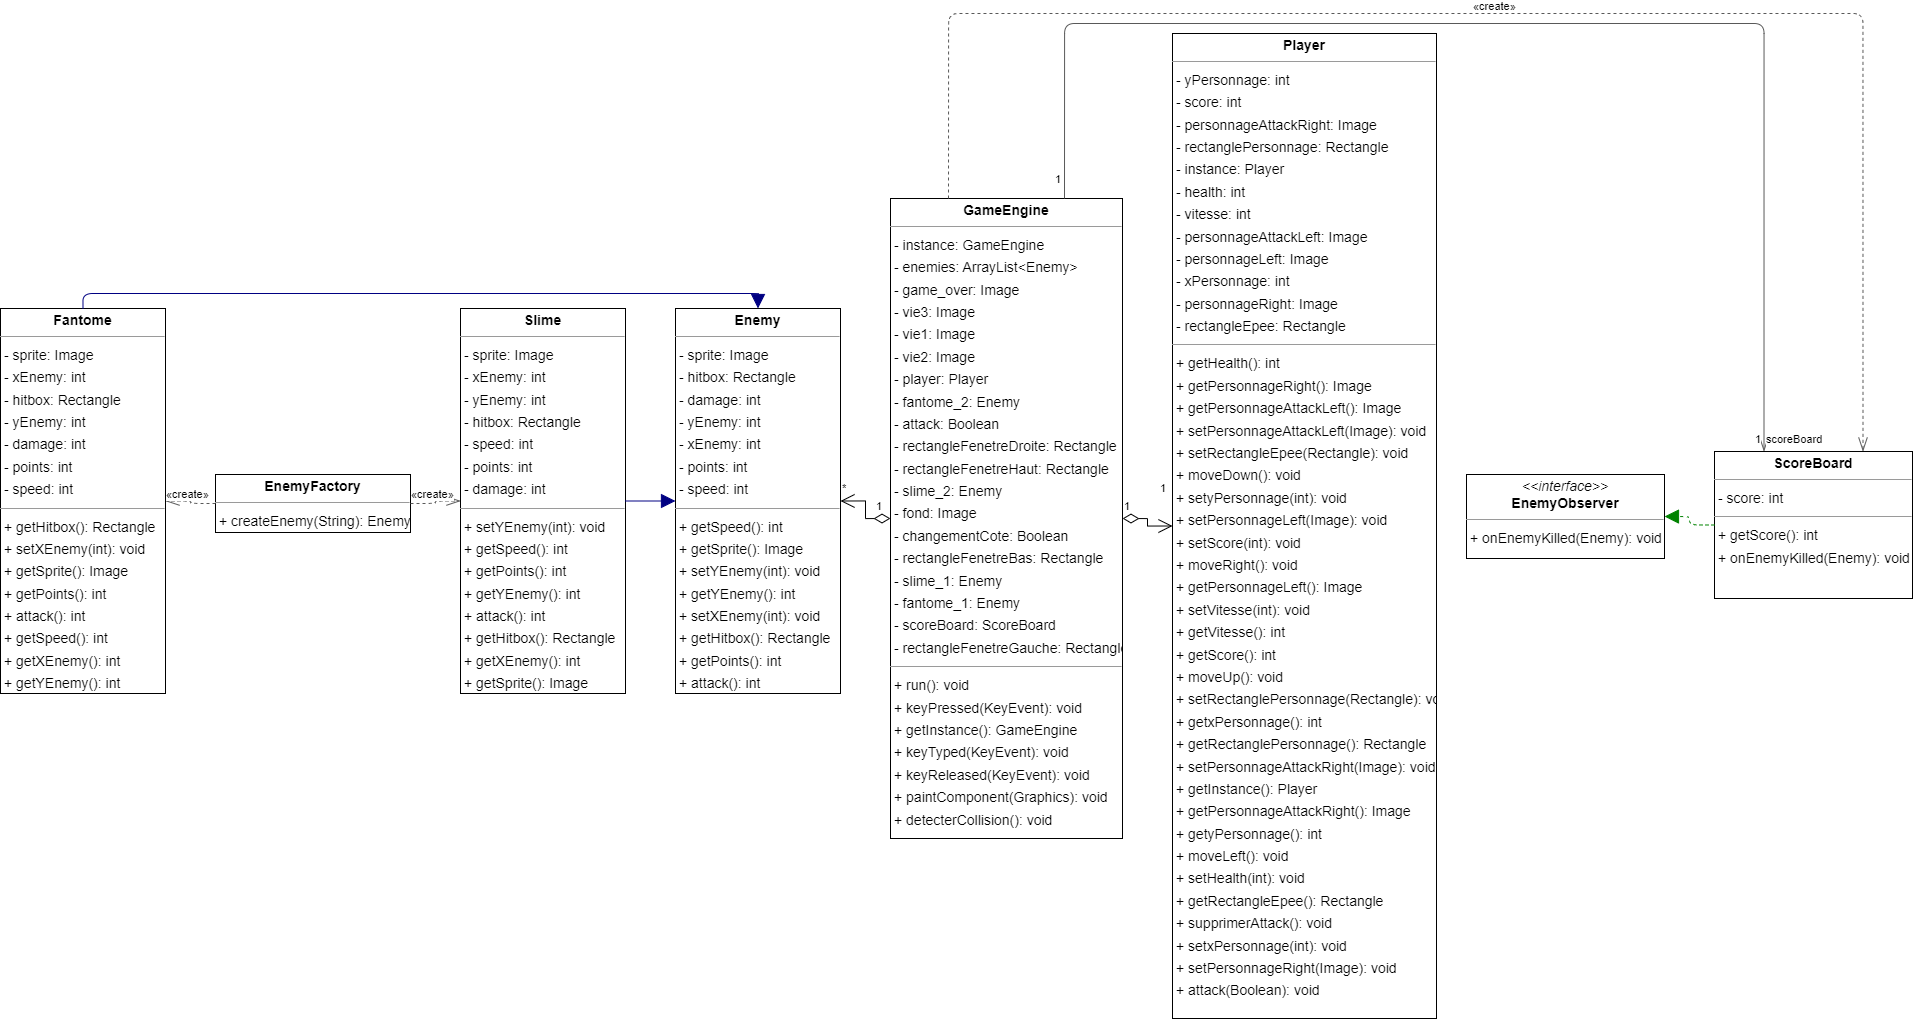 «create»
Player
- yPersonnage: int
- score: int
- personnageAttackRight: Image
- rectanglePersonnage: Rectangle
- instance: Player
- health: int
- vitesse: int
- personnageAttackLeft: Image
- personnageLeft: Image
- xPersonnage: int
- personnageRight: Image
- rectangleEpee: Rectangle
+ getHealth(): int
+ getPersonnageRight(): Image
+ getPersonnageAttackLeft(): Image
+ setPersonnageAttackLeft(Image): void
+ setRectangleEpee(Rectangle): void
+ moveDown(): void
+ setyPersonnage(int): void
+ setPersonnageLeft(Image): void
+ setScore(int): void
+ moveRight(): void
+ getPersonnageLeft(): Image
+ setVitesse(int): void
+ getVitesse(): int
+ getScore(): int
+ moveUp(): void
+ setRectanglePersonnage(Rectangle): vo
+ getxPersonnage(): int
+ getRectanglePersonnage(): Rectangle
+ setPersonnageAttackRight(Image): void
+ getInstance(): Player
+ getPersonnageAttackRight(): Image
+ getyPersonnage(): int
+ moveLeft(): void
+ setHealth(int): void
+ getRectangleEpee(): Rectangle
+ supprimerAttack(): void
+ setxPersonnage(int): void
+ setPersonnageRight(Image): void
+ attack(Boolean): void
1
GameEngine
- instance: GameEngine
- enemies: ArrayList<Enemy>
- game_over: Image
- vie3: Image
- vie1: Image
- vie2: Image
- player: Player
- fantome_2: Enemy
- attack: Boolean
- rectangleFenetreDroite: Rectangle
- rectangleFenetreHaut: Rectangle
- slime_2: Enemy
- fond: Image
- changementCote: Boolean
- rectangleFenetreBas: Rectangle
- slime_1: Enemy
- fantome_1: Enemy
- scoreBoard: ScoreBoard
- rectangleFenetreGauche: Rectangl
+ run(): void
+ keyPressed(KeyEvent): void
+ getInstance(): GameEngine
+ keyTyped(KeyEvent): void
+ keyReleased(KeyEvent): void
+ paintComponent(Graphics): void
+ detecterCollision(): void
Fantome
- sprite: Image
- xEnemy: int
- hitbox: Rectangle
- yEnemy: int
- damage: int
- points: int
- speed: int
+ getHitbox(): Rectangle
+ setXEnemy(int): void
+ getSprite(): Image
+ getPoints(): int
+ attack(): int
+ getSpeed(): int
+ getXEnemy(): int
+ getYEnemy(): int
«create»
EnemyFactory
+ createEnemy(String): Enemy
«create»
Slime
- sprite: Image
- xEnemy: int
- yEnemy: int
- hitbox: Rectangle
- speed: int
- points: int
- damage: int
+ setYEnemy(int): void
+ getSpeed(): int
+ getPoints(): int
+ getYEnemy(): int
+ attack(): int
+ getHitbox(): Rectangle
+ getXEnemy(): int
+ getSprite(): Image
Enemy
- sprite: Image
- hitbox: Rectangle
- damage: int
- yEnemy: int
- xEnemy: int
- points: int
- speed: int
+ getSpeed(): int
+ getSprite(): Image
+ setYEnemy(int): void
+ getYEnemy(): int
+ setXEnemy(int): void
+ getHitbox(): Rectangle
+ getPoints(): int
+ attack(): int
*
1
1
1
<<interface>>
EnemyObserver
+ onEnemyKilled(Enemy): void
1 scoreBoard
ScoreBoard
- score: int
+ getScore(): int
+ onEnemyKilled(Enemy): void